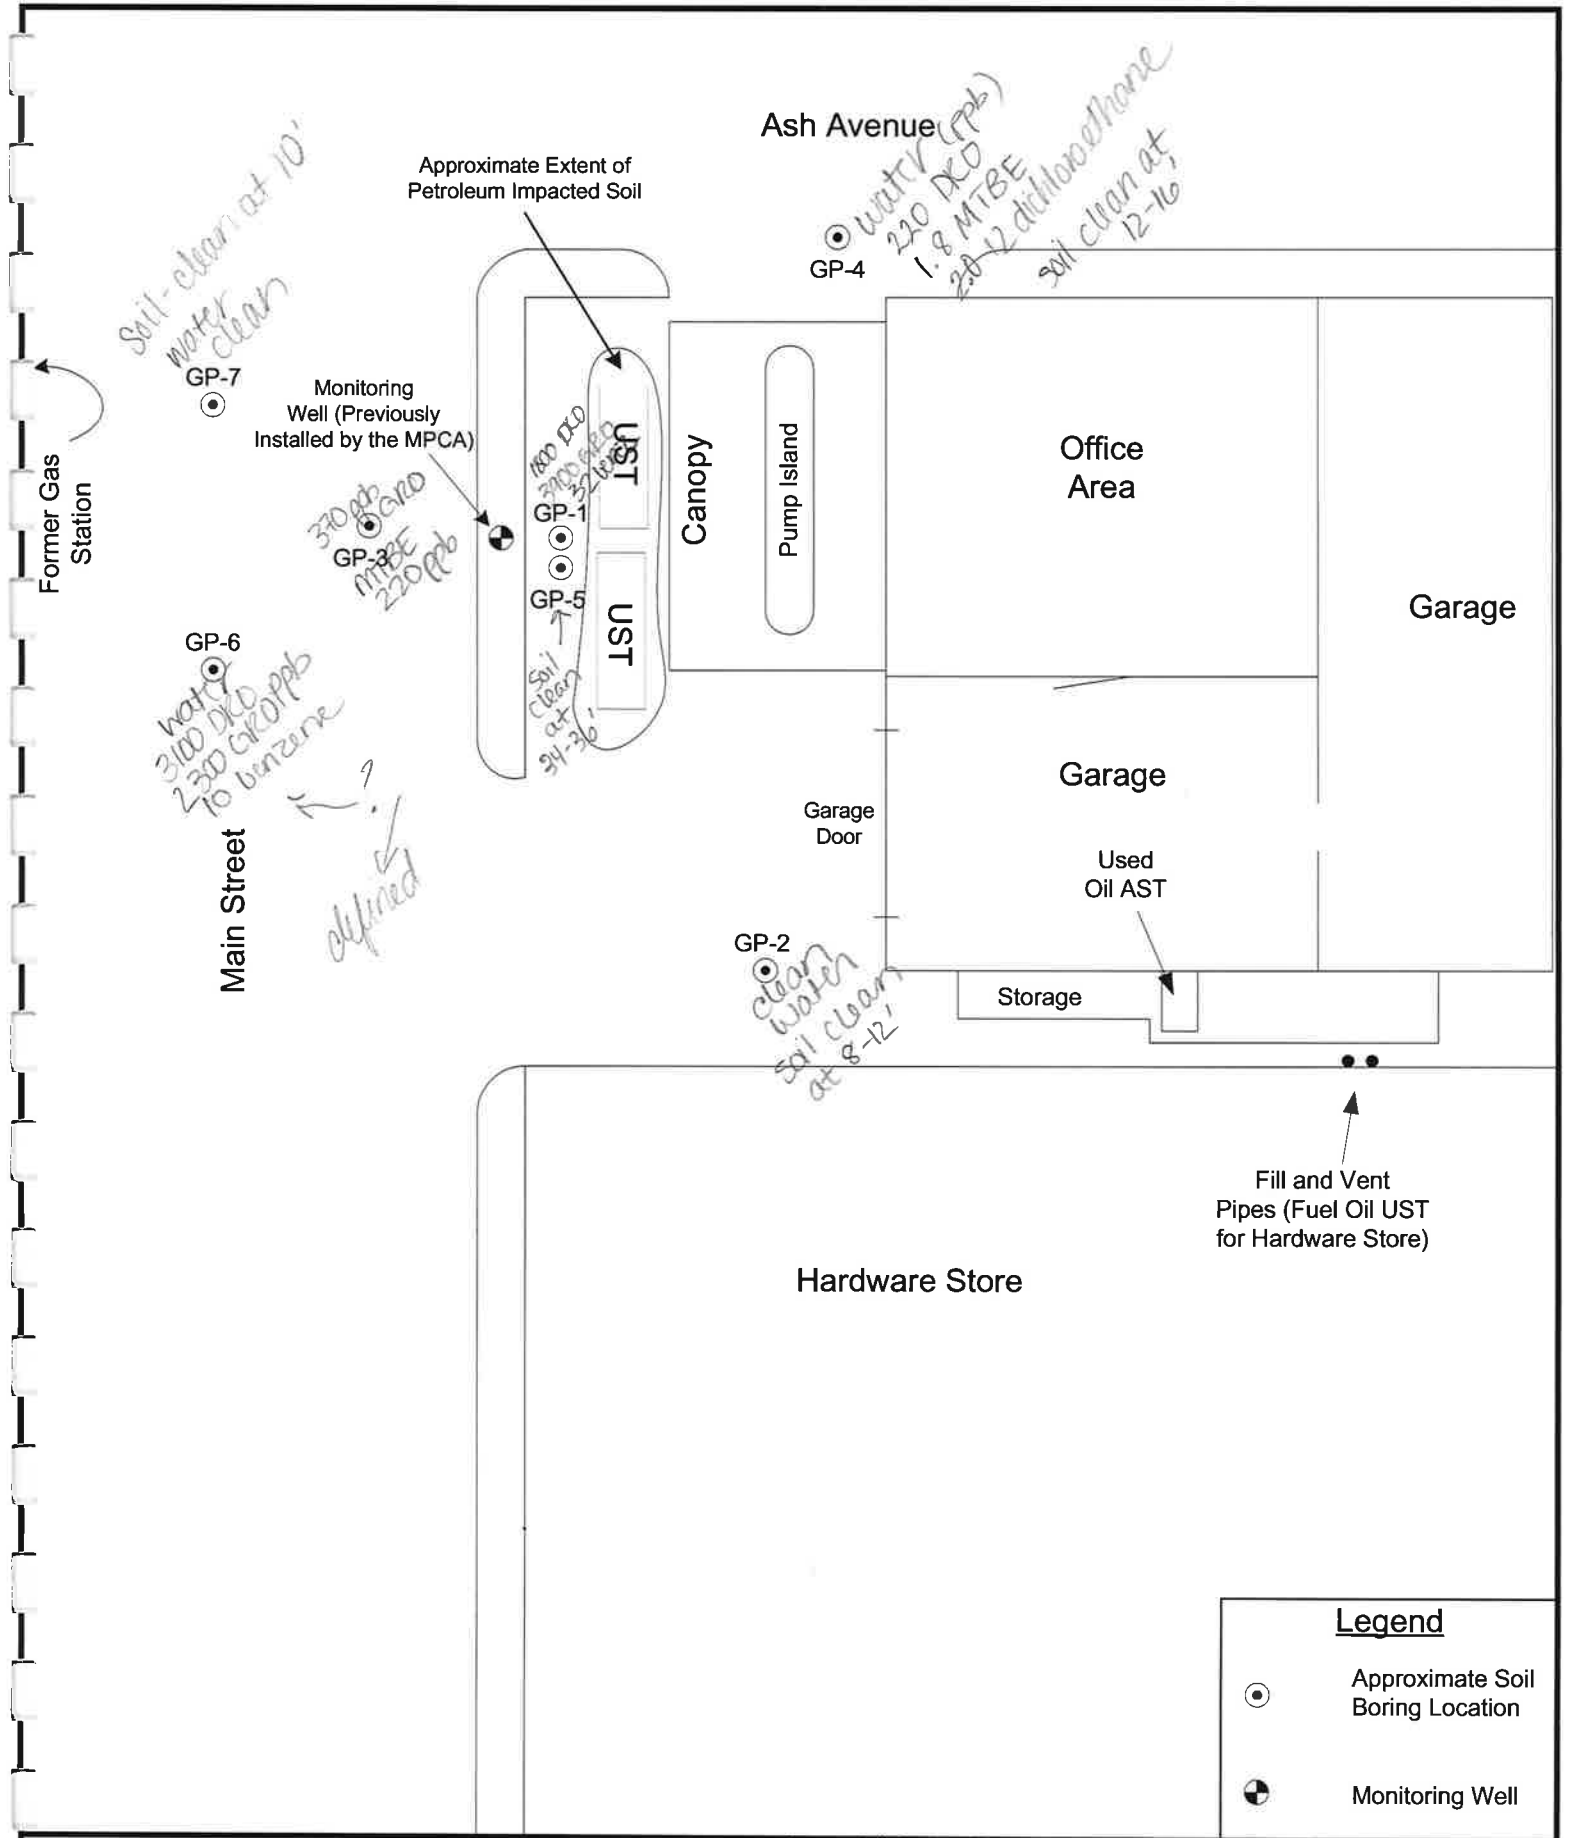 Ash Avenue
Approximate Extent of
Petroleum Impacted Soil
Soil - clean at 10'
water
clean
GP-7
water (ppb)
220 DRO
1.8 MTBE
2.0 12 dichloroethane
soil clean at
12-16'
GP-4
Monitoring
Well (Previously
Installed by the MPCA)
Former Gas
Station
370 ppb
GRO
GP-3
MTBE
220 ppb
1800 DRO
3900 GRO
32
GP-1
GP-5
soil
clean
at
34-36'
UST
UST
Canopy
Pump Island
Office
Area
Garage
GP-6
water
3100 DRO
2300 GRO ppb
10 benzene
?
defined
Main Street
Garage
Garage
Door
Used
Oil AST
GP-2
clean
water
soil clean
at 8-12'
Storage
Fill and Vent
Pipes (Fuel Oil UST
for Hardware Store)
Hardware Store
Legend
Approximate Soil
Boring Location
Monitoring Well